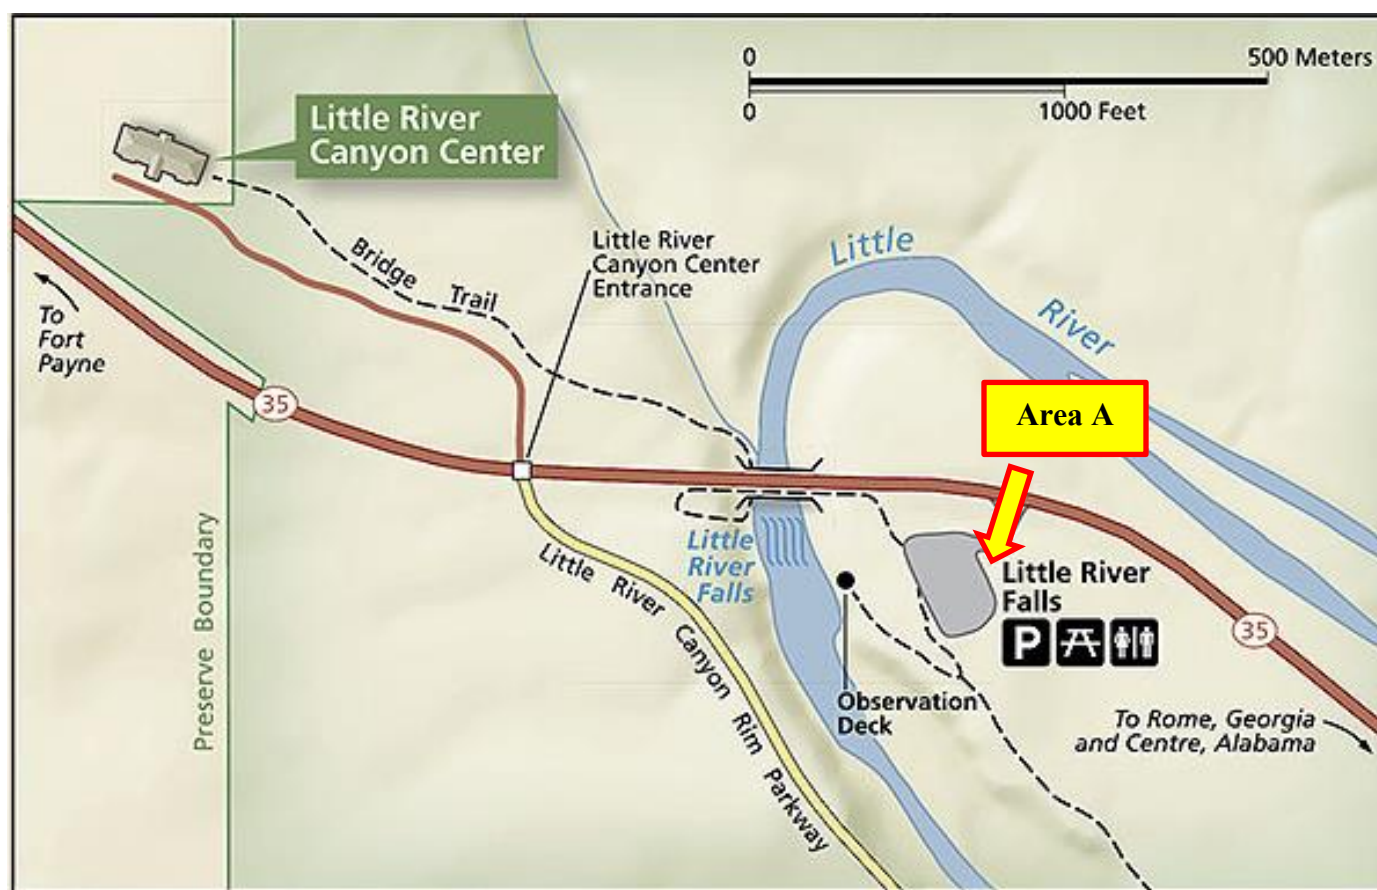 0
500 Meters
0
1000 Feet
Little River
Canyon Center
Little
River
Bridge Trail
Little River
Canyon Center
Entrance
To
Fort
Payne
35
Area A
Preserve Boundary
Little
River
Falls
Little River Canyon Rim Parkway
Little River
Falls
P
35
Observation
Deck
To Rome, Georgia
and Centre, Alabama